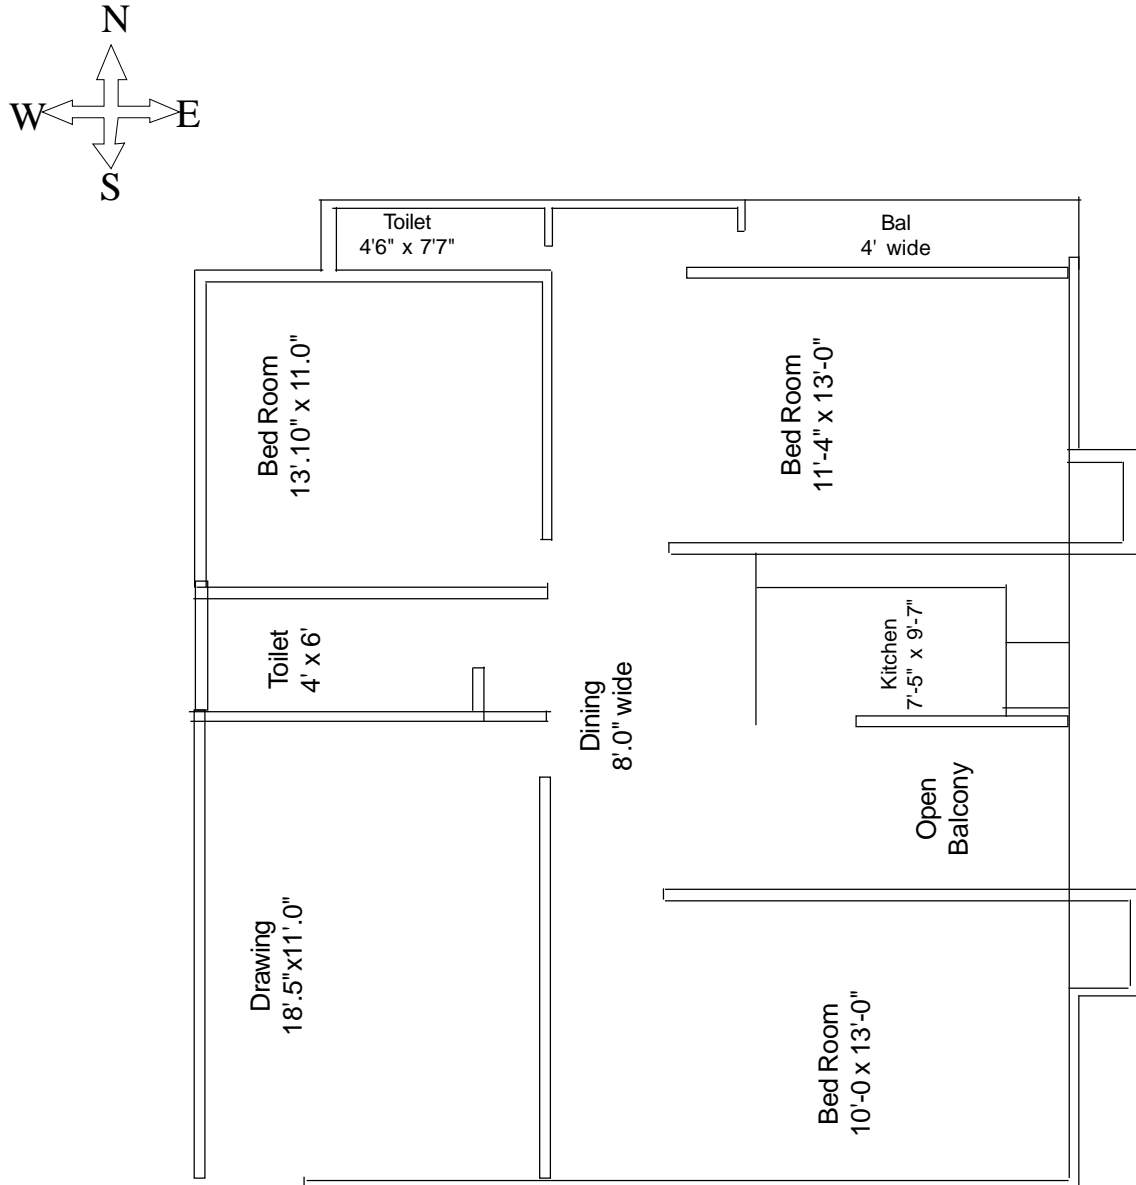 N
W
E
S
Toilet
4'6" x 7'7"
Bal
4' wide
Bed Room
13'.10" x 11.0"
Bed Room
11'-4" x 13'-0"
Toilet
4' x 6'
Kitchen
7'-5" x 9'-7"
Dining
8'.0" wide
Open
Balcony
Drawing
18'.5"x11'.0"
Bed Room
10'-0 x 13'-0"